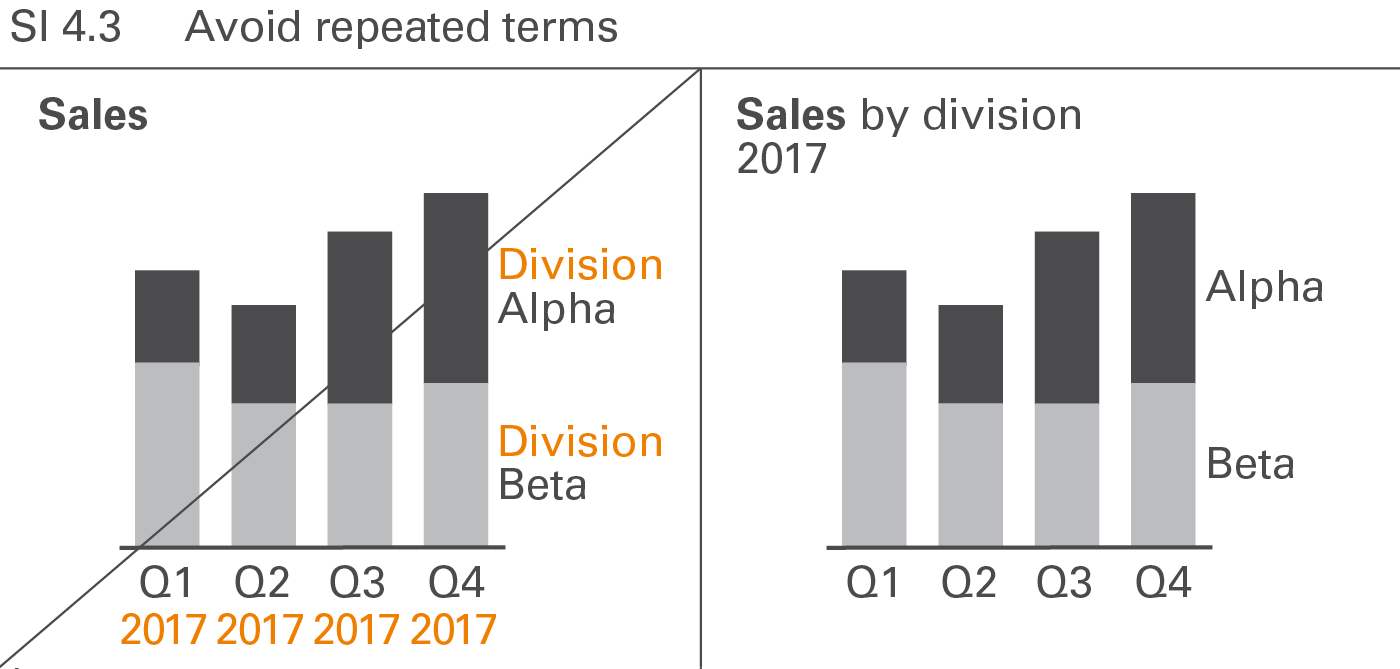 SI 4.3 Avoid repeated terms
Sales
Division
Alpha
Division
Beta
Q1 Q2 Q3 Q4
2017 2017 2017 2017
Sales by division
2017
Alpha
Beta
Q1 Q2 Q3 Q4